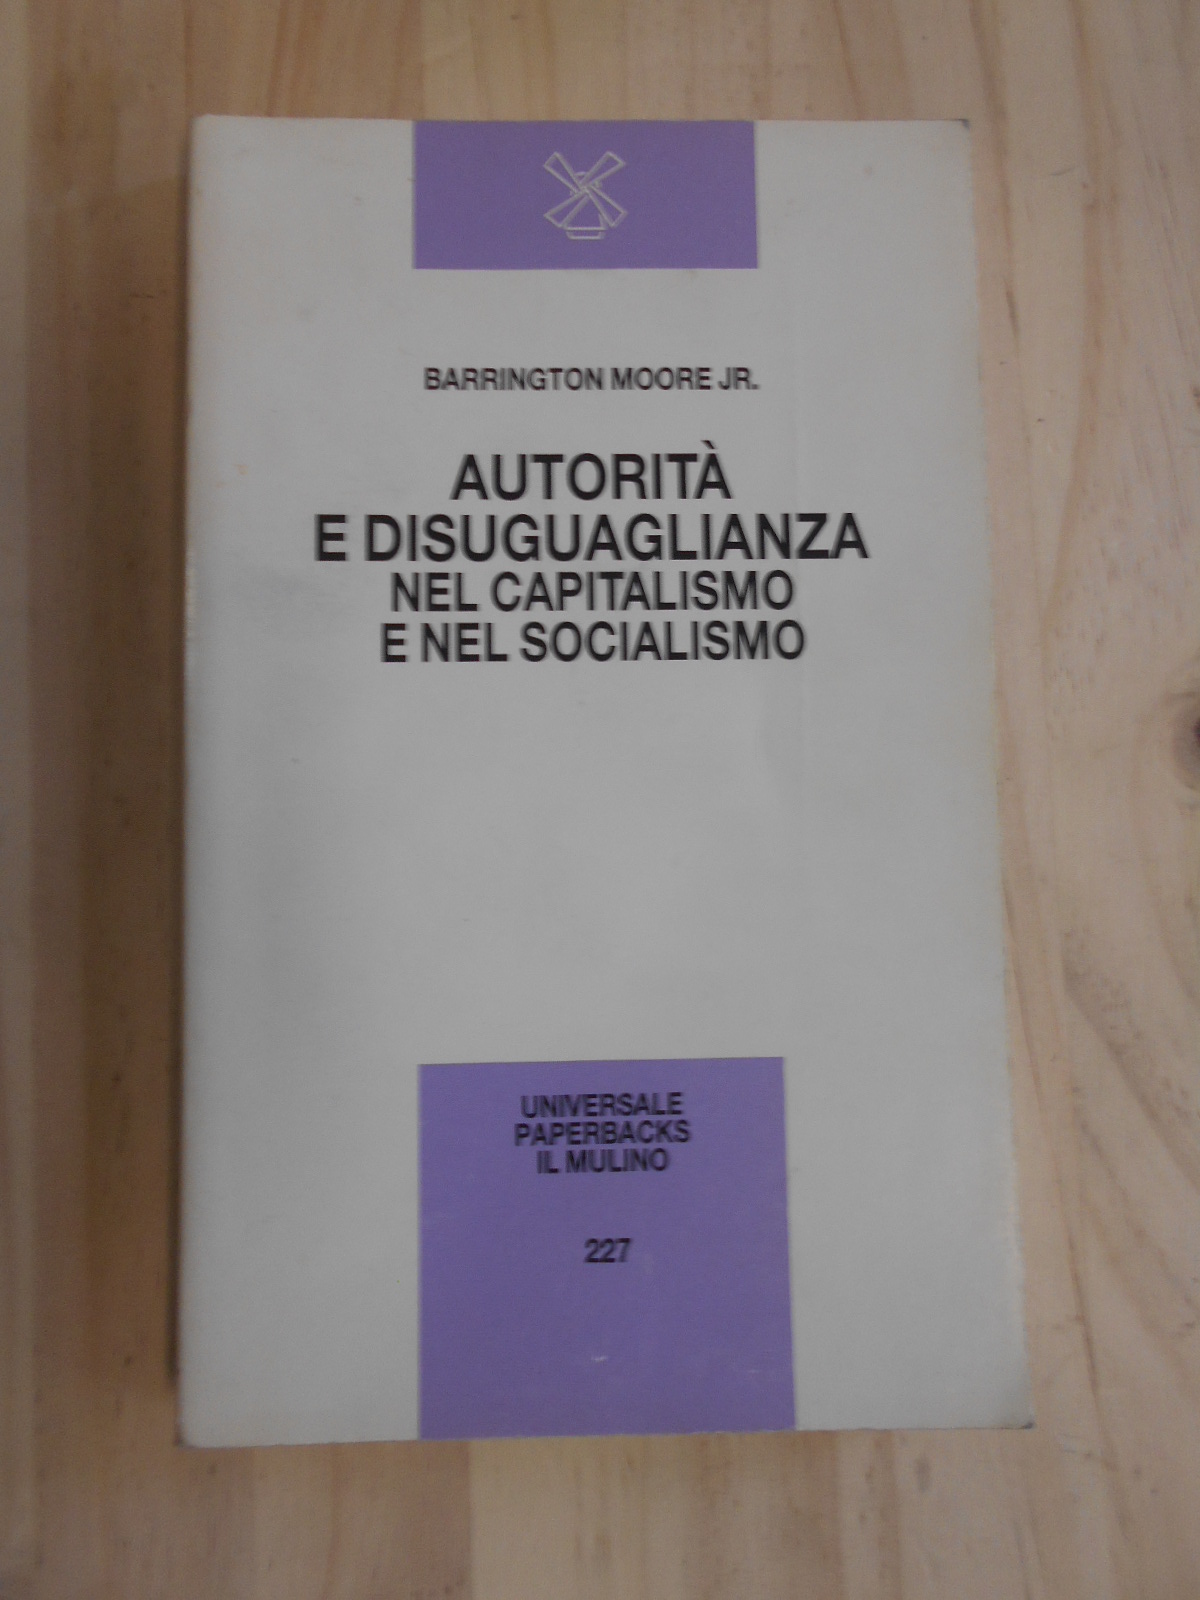 BARRINGTON MOORE JR.
AUTORITÀ
E DISUGUAGLIANZA
NEL CAPITALISMO
E NEL SOCIALISMO
UNIVERSALE
PAPERBACKS
IL MULINO
227